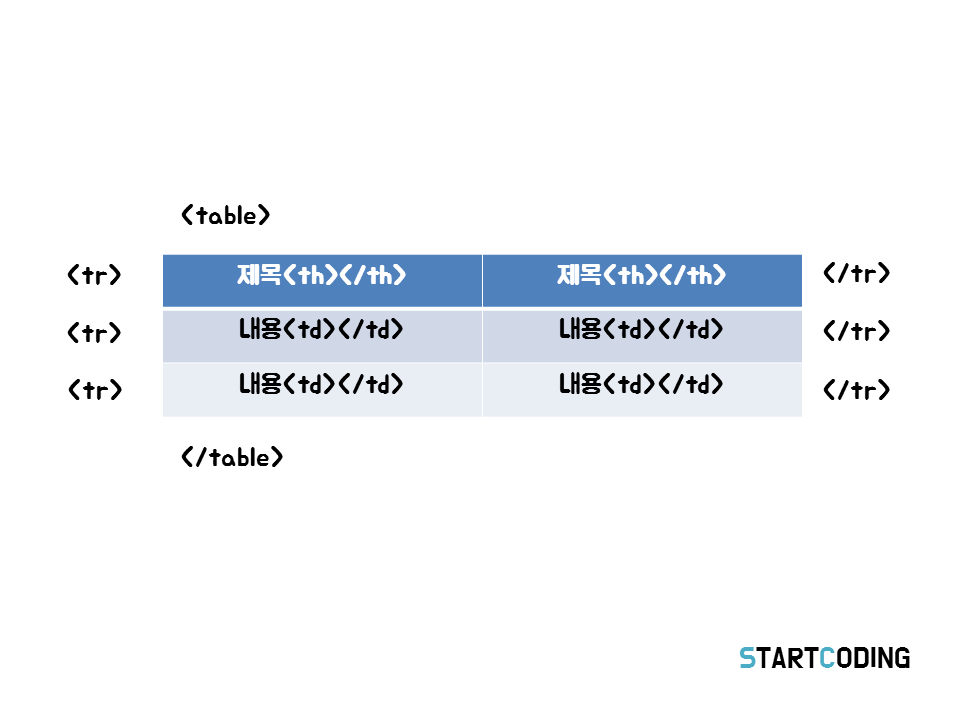 <table>
<tr> 제목<th></th> 제목<th></th> </tr>
<tr> 내용<td></td> 내용<td></td> </tr>
<tr> 내용<td></td> 내용<td></td> </tr>
</table>
STARTCODING